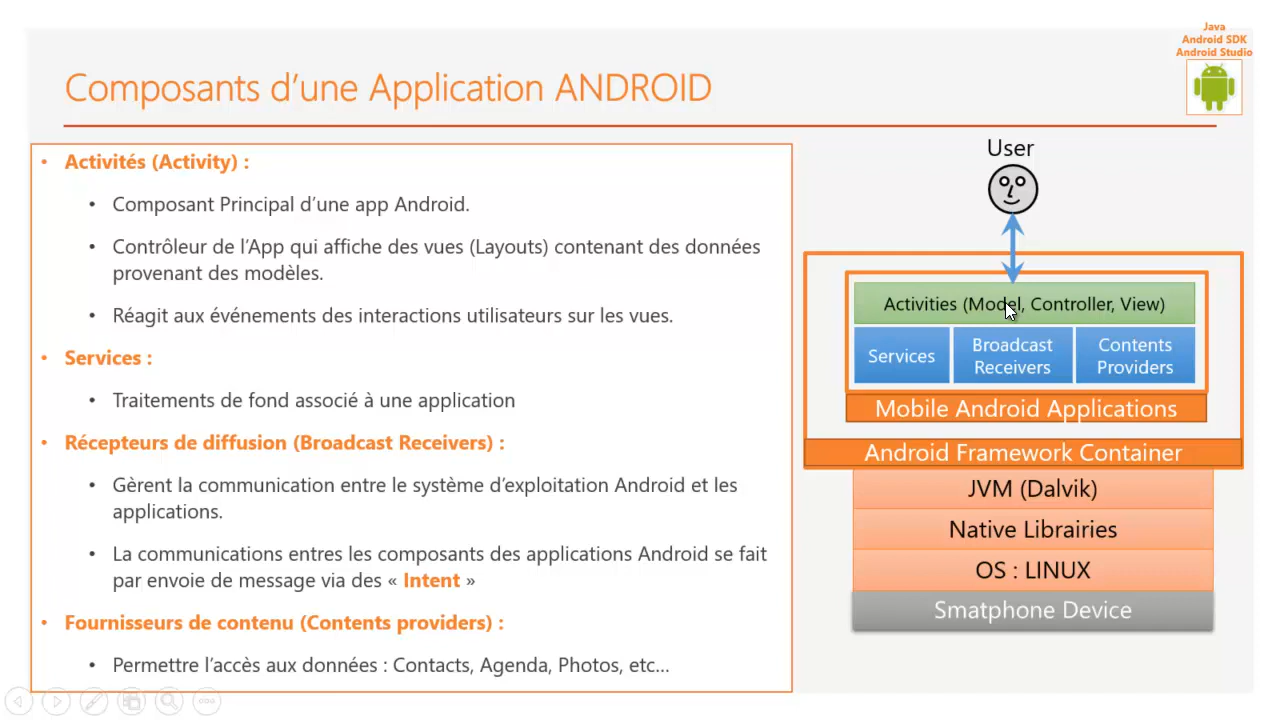 Java
Android SDK
Android Studio
Composants d’une Application ANDROID
• Activités (Activity) :
• Composant Principal d’une app Android.
• Contrôleur de l’App qui affiche des vues (Layouts) contenant des données
provenant des modèles.
• Réagit aux événements des interactions utilisateurs sur les vues.
• Services :
• Traitements de fond associé à une application
• Récepteurs de diffusion (Broadcast Receivers) :
• Gèrent la communication entre le système d’exploitation Android et les
applications.
• La communications entres les composants des applications Android se fait
par envoie de message via des « Intent »
• Fournisseurs de contenu (Contents providers) :
• Permettre l’accès aux données : Contacts, Agenda, Photos, etc…
User
Activities (Model, Controller, View)
Services
Broadcast
Receivers
Contents
Providers
Mobile Android Applications
Android Framework Container
JVM (Dalvik)
Native Librairies
OS : LINUX
Smatphone Device